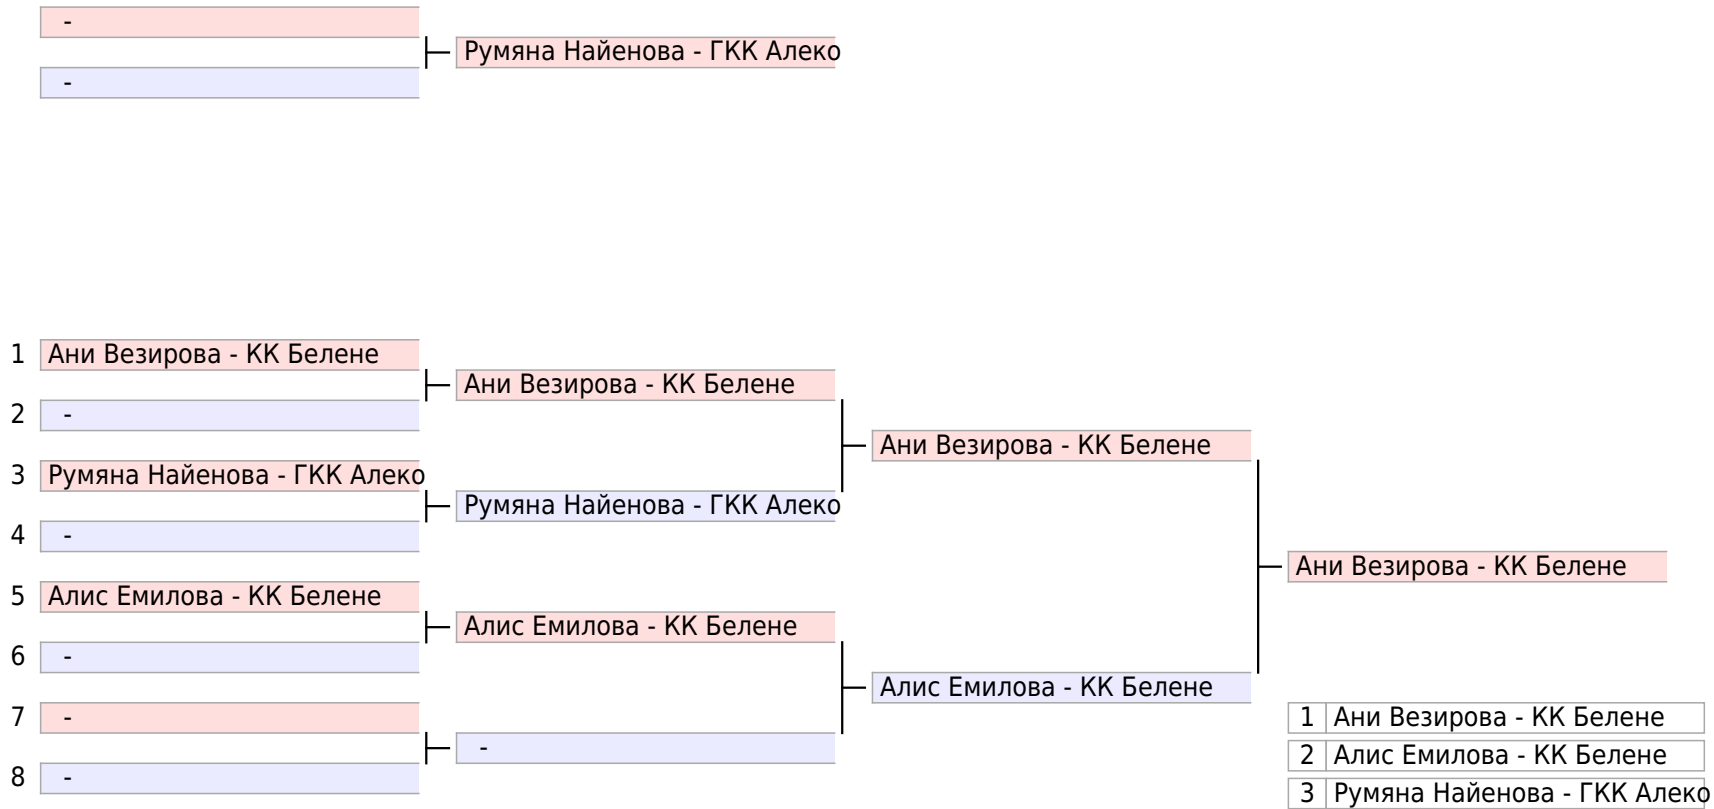 -
Румяна Найенова - ГКК Алеко
-
1 Ани Везирова - КК Белене
Ани Везирова - КК Белене
2 -
Ани Везирова - КК Белене
3 Румяна Найенова - ГКК Алеко
Румяна Найенова - ГКК Алеко
4 -
Ани Везирова - КК Белене
5 Алис Емилова - КК Белене
Алис Емилова - КК Белене
6 -
Алис Емилова - КК Белене
7 -
1 Ани Везирова - КК Белене
-
2 Алис Емилова - КК Белене
8 -
3 Румяна Найенова - ГКК Алеко